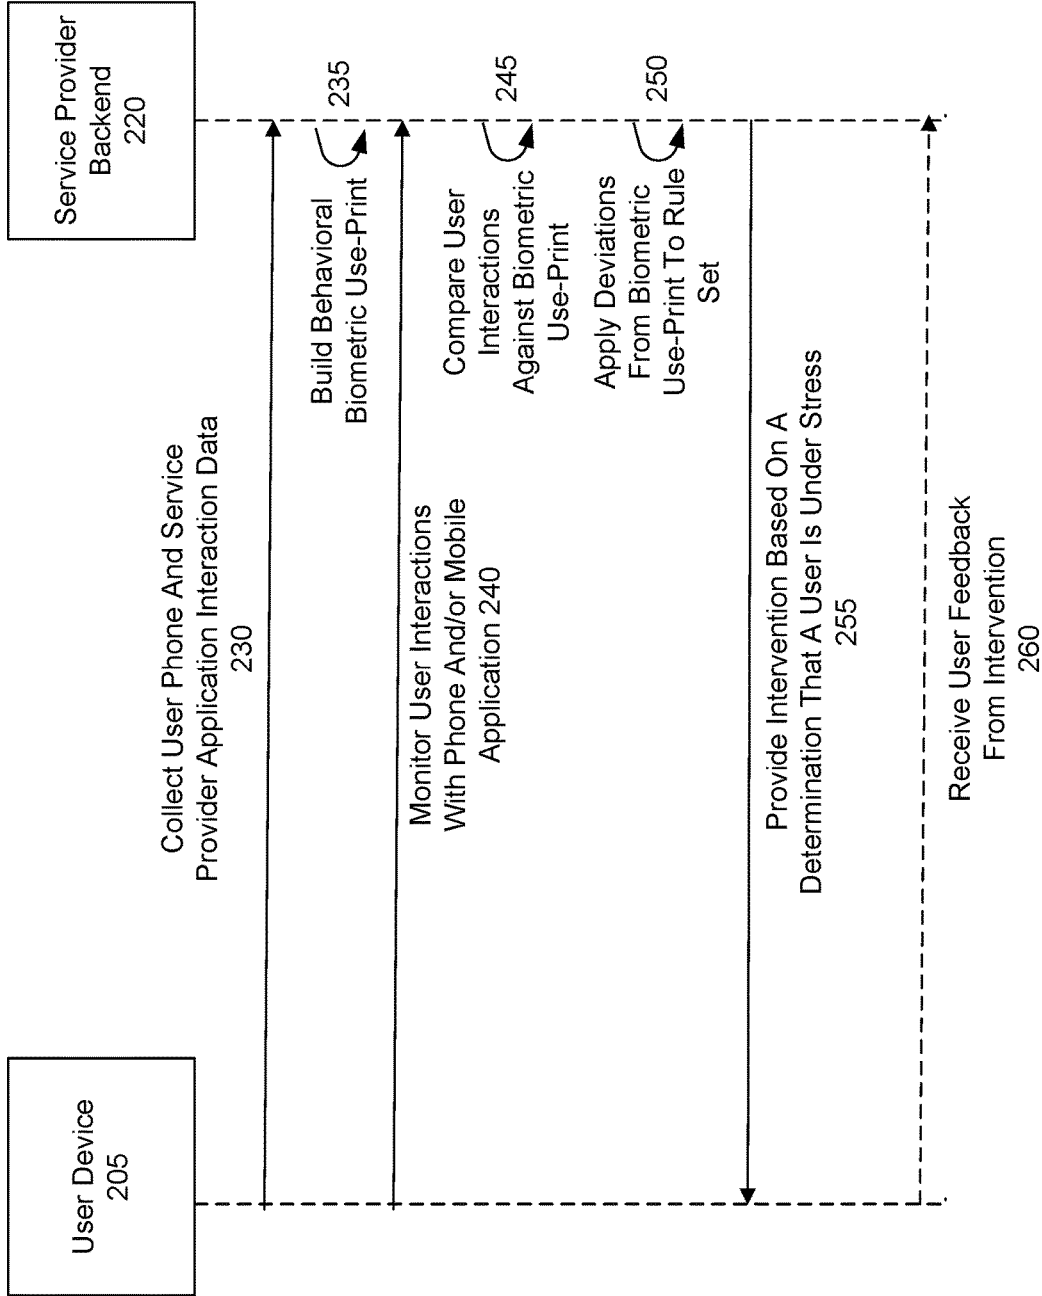 User Device
205
Service Provider
Backend
220
Collect User Phone And Service
Provider Application Interaction Data
230
Build Behavioral
Biometric Use-Print
235
Monitor User Interactions
With Phone And/or Mobile
Application 240
Compare User
Interactions
Against Biometric
Use-Print
245
Apply Deviations
From Biometric
Use-Print To Rule
Set
250
Provide Intervention Based On A
Determination That A User Is Under Stress
255
Receive User Feedback
From Intervention
260